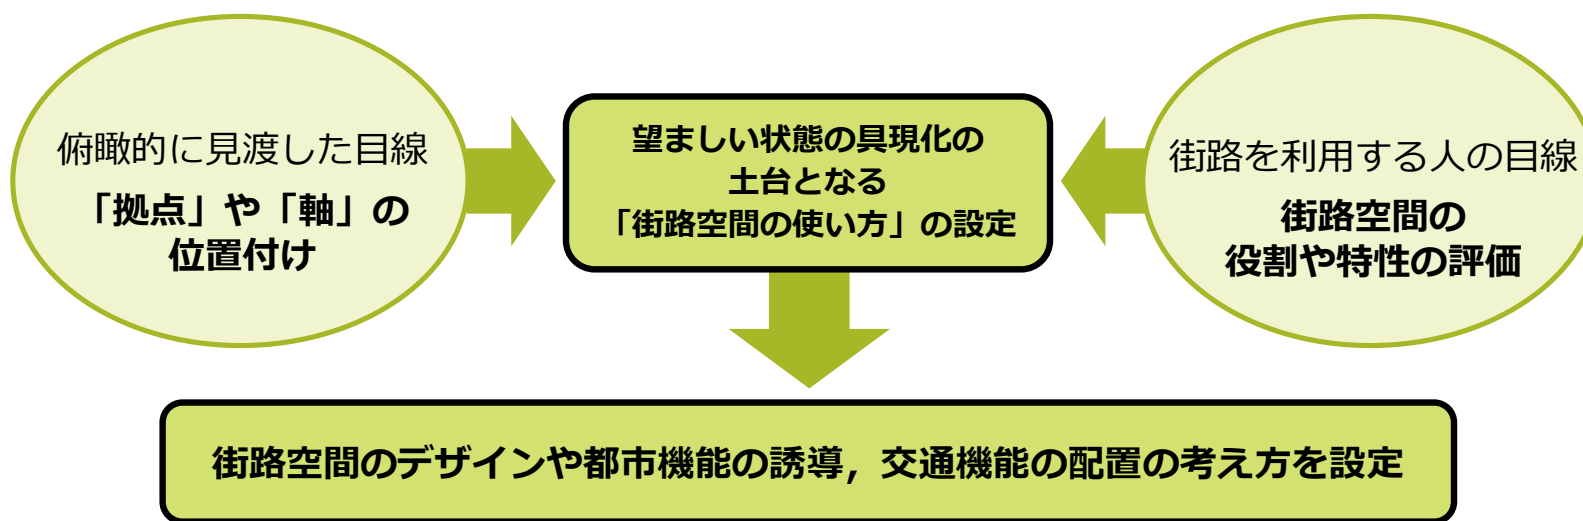 俯瞰的に見渡した目線
「拠点」や「軸」の
位置付け
望ましい状態の具現化の
土台となる
「街路空間の使い方」の設定
街路を利用する人の目線
街路空間の
役割や特性の評価
街路空間のデザインや都市機能の誘導，交通機能の配置の考え方を設定